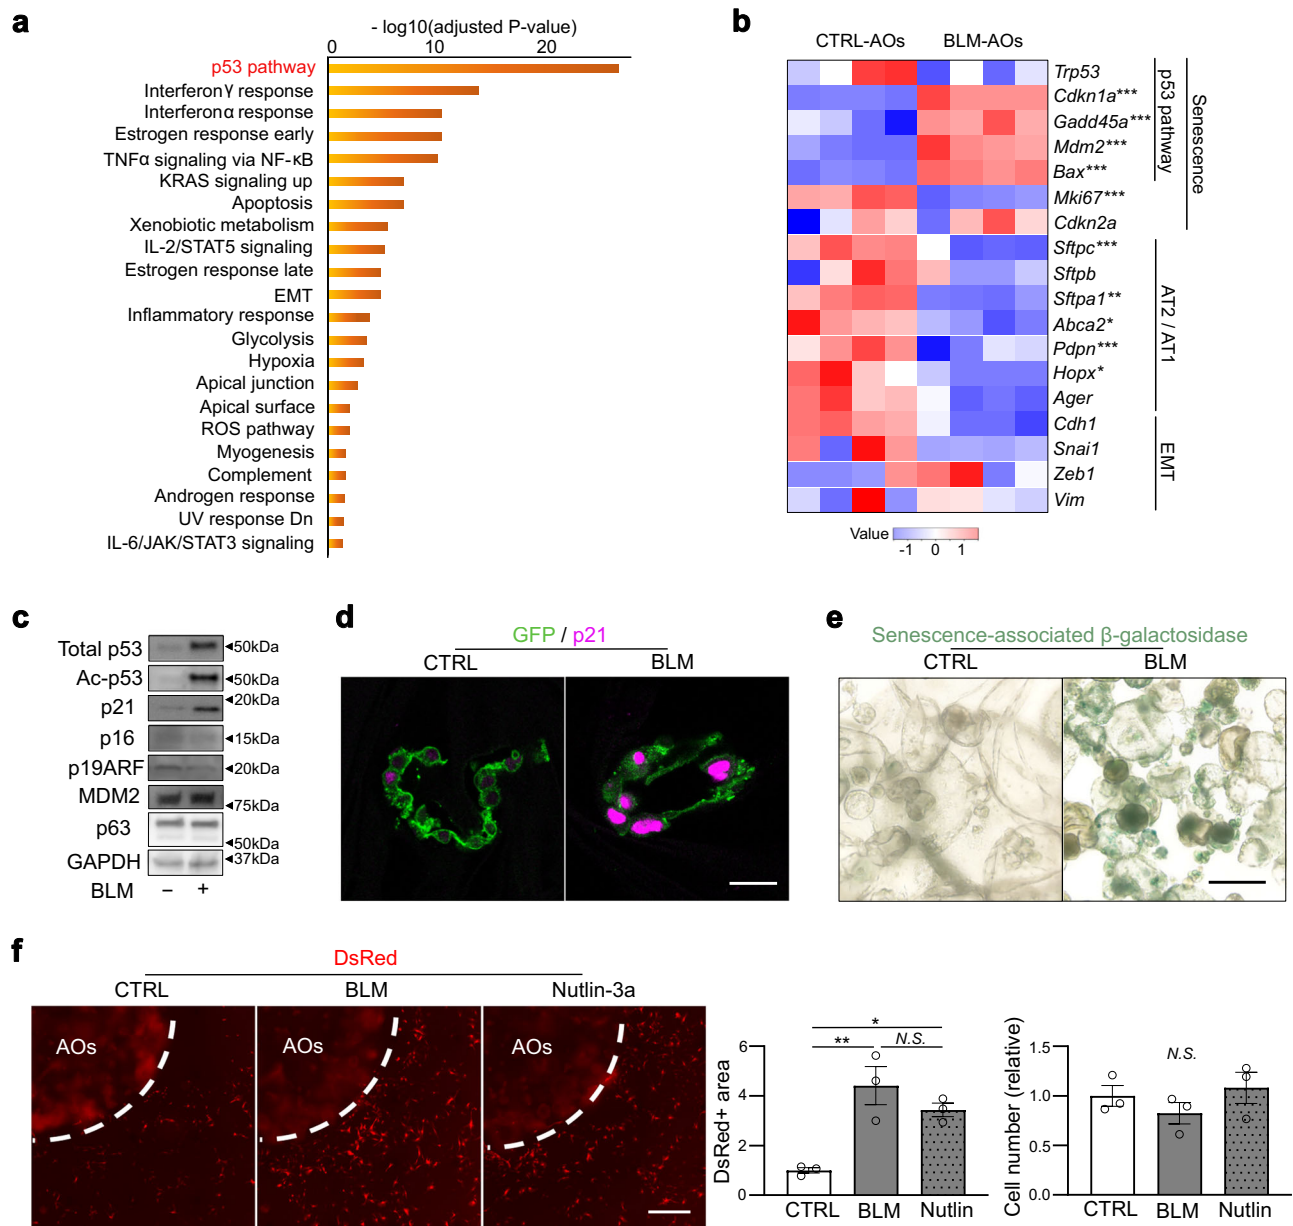 a
- log10(adjusted P-value)
0 10 20
p53 pathway
Interferonγ response
Interferonα response
Estrogen response early
TNFα signaling via NF-κB
KRAS signaling up
Apoptosis
Xenobiotic metabolism
IL-2/STAT5 signaling
Estrogen response late
EMT
Inflammatory response
Glycolysis
Hypoxia
Apical junction
Apical surface
ROS pathway
Myogenesis
Complement
Androgen response
UV response Dn
IL-6/JAK/STAT3 signaling
b
CTRL-AOs BLM-AOs
Trp53
Cdkn1a***
Gadd45a***
Mdm2***
Bax***
Mki67***
Cdkn2a
Sftpc***
Sftpb
Sftpa1**
Abca2*
Pdpn***
Hopx*
Ager
Cdh1
Snai1
Zeb1
Vim
p53 pathway
Senescence
AT2 / AT1
EMT
Value
-1 0 1
c
Total p53 50kDa
Ac-p53 50kDa
p21 20kDa
p16 15kDa
p19ARF 20kDa
MDM2 75kDa
p63 50kDa
GAPDH 37kDa
BLM − +
d
GFP / p21
CTRL BLM
e
Senescence-associated β-galactosidase
CTRL BLM
f
DsRed
CTRL BLM Nutlin-3a
AOs AOs AOs
DsRed+ area
6
4
2
0
*
** N.S.
CTRL BLM Nutlin
Cell number (relative)
1.5
1.0
0.5
0.0
N.S.
CTRL BLM Nutlin